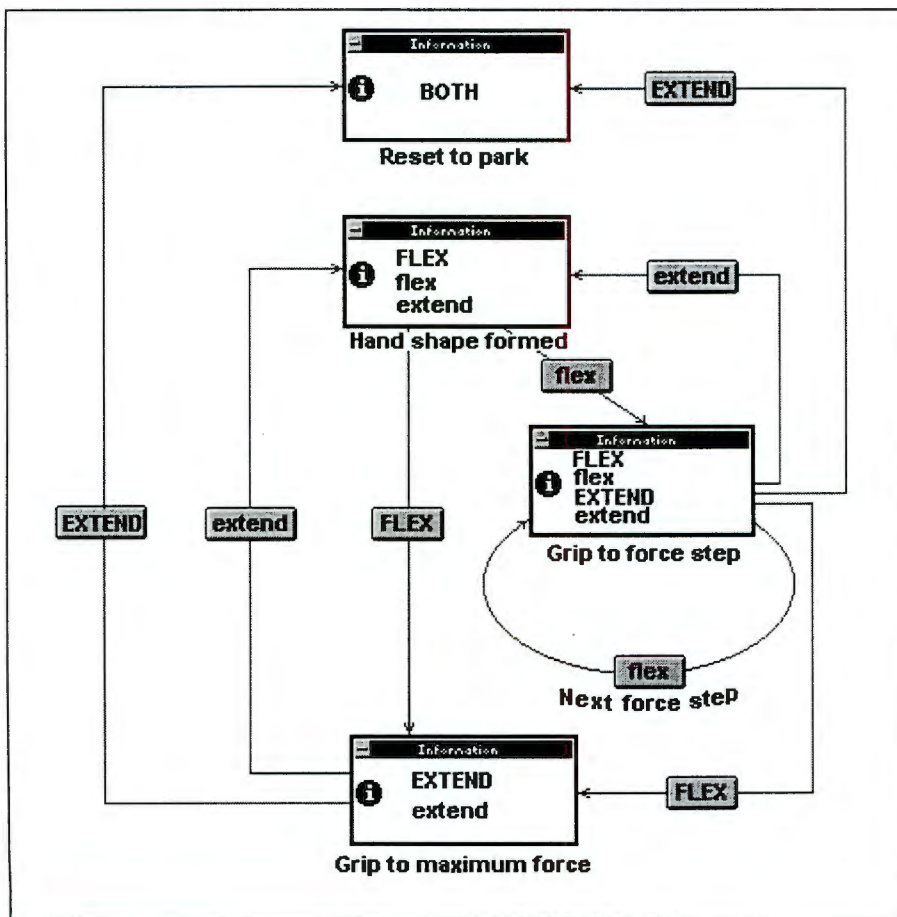 Information
BOTH
EXTEND
Reset to park
Information
FLEX
flex
extend
extend
Hand shape formed
flex
Information
FLEX
flex
EXTEND
extend
EXTEND
extend
FLEX
Grip to force step
flex
Next force step
Information
EXTEND
extend
FLEX
Grip to maximum force